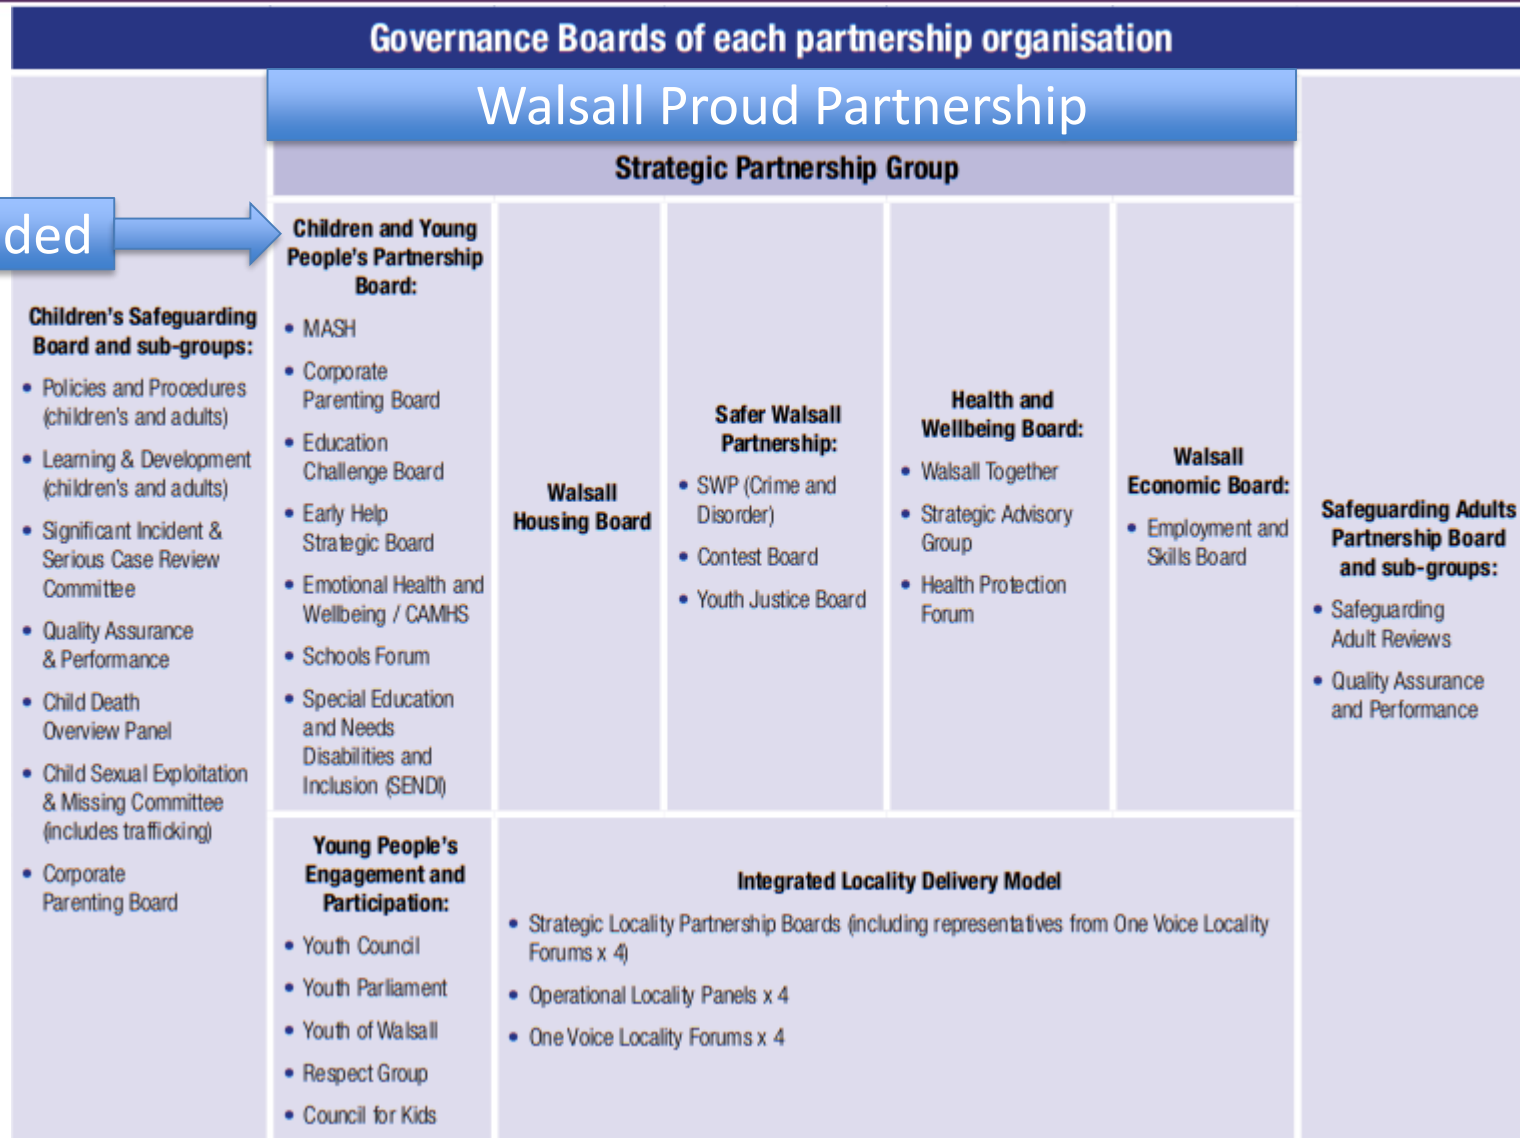 Governance Boards of each partnership organisation
Walsall Proud Partnership
Strategic Partnership Group
ded
Children's Safeguarding
Board and sub-groups:
• Policies and Procedures
(children's and adults)
• Learning & Development
(children's and adults)
• Significant Incident &
Serious Case Review
Committee
• Quality Assurance
& Performance
• Child Death
Overview Panel
• Child Sexual Exploitation
& Missing Committee
(includes trafficking)
• Corporate
Parenting Board
Children and Young
People's Partnership
Board:
• MASH
• Corporate
Parenting Board
• Education
Challenge Board
• Early Help
Strategic Board
• Emotional Health and
Wellbeing / CAMHS
• Schools Forum
• Special Education
and Needs
Disabilities and
Inclusion (SENDI)
Walsall
Housing Board
Safer Walsall
Partnership:
• SWP (Crime and
Disorder)
• Contest Board
• Youth Justice Board
Health and
Wellbeing Board:
• Walsall Together
• Strategic Advisory
Group
• Health Protection
Forum
Walsall
Economic Board:
• Employment and
Skills Board
Safeguarding Adults
Partnership Board
and sub-groups:
• Safeguarding
Adult Reviews
• Quality Assurance
and Performance
Young People's
Engagement and
Participation:
• Youth Council
• Youth Parliament
• Youth of Walsall
• Respect Group
• Council for Kids
Integrated Locality Delivery Model
• Strategic Locality Partnership Boards (including representatives from One Voice Locality
Forums x 4)
• Operational Locality Panels x 4
• One Voice Locality Forums x 4